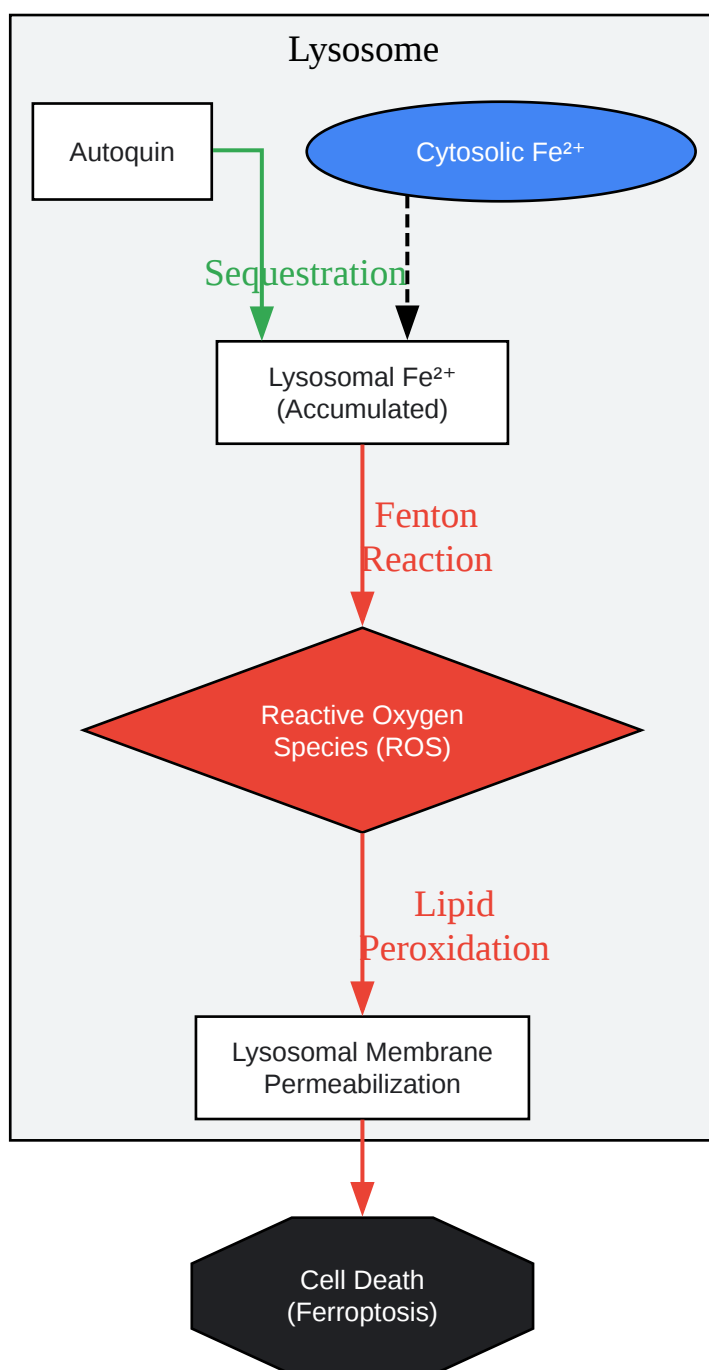 Lysosome
Autoquin
Cytosolic Fe²⁺
Sequestration
Lysosomal Fe²⁺
(Accumulated)
Fenton
Reaction
Reactive Oxygen
Species (ROS)
Lipid
Peroxidation
Lysosomal Membrane
Permeabilization
Cell Death
(Ferroptosis)